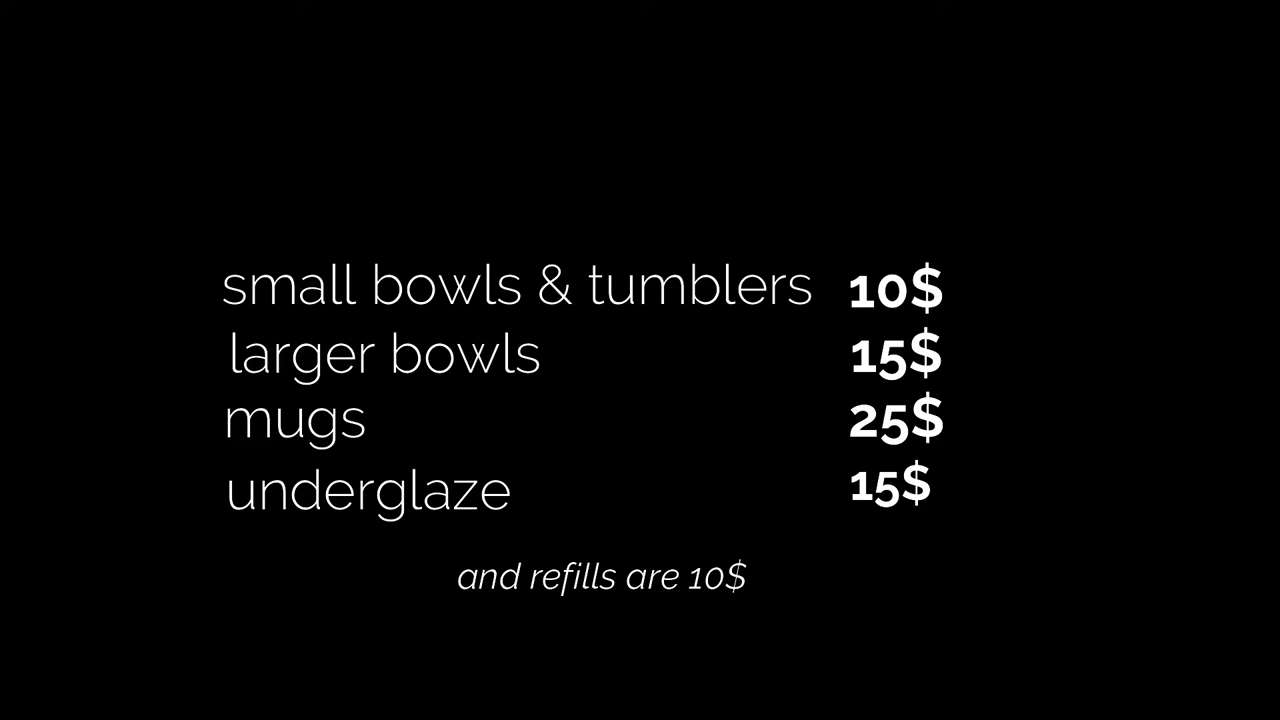 small bowls & tumblers 10$
larger bowls 15$
mugs 25$
underglaze 15$
and refills are 10$